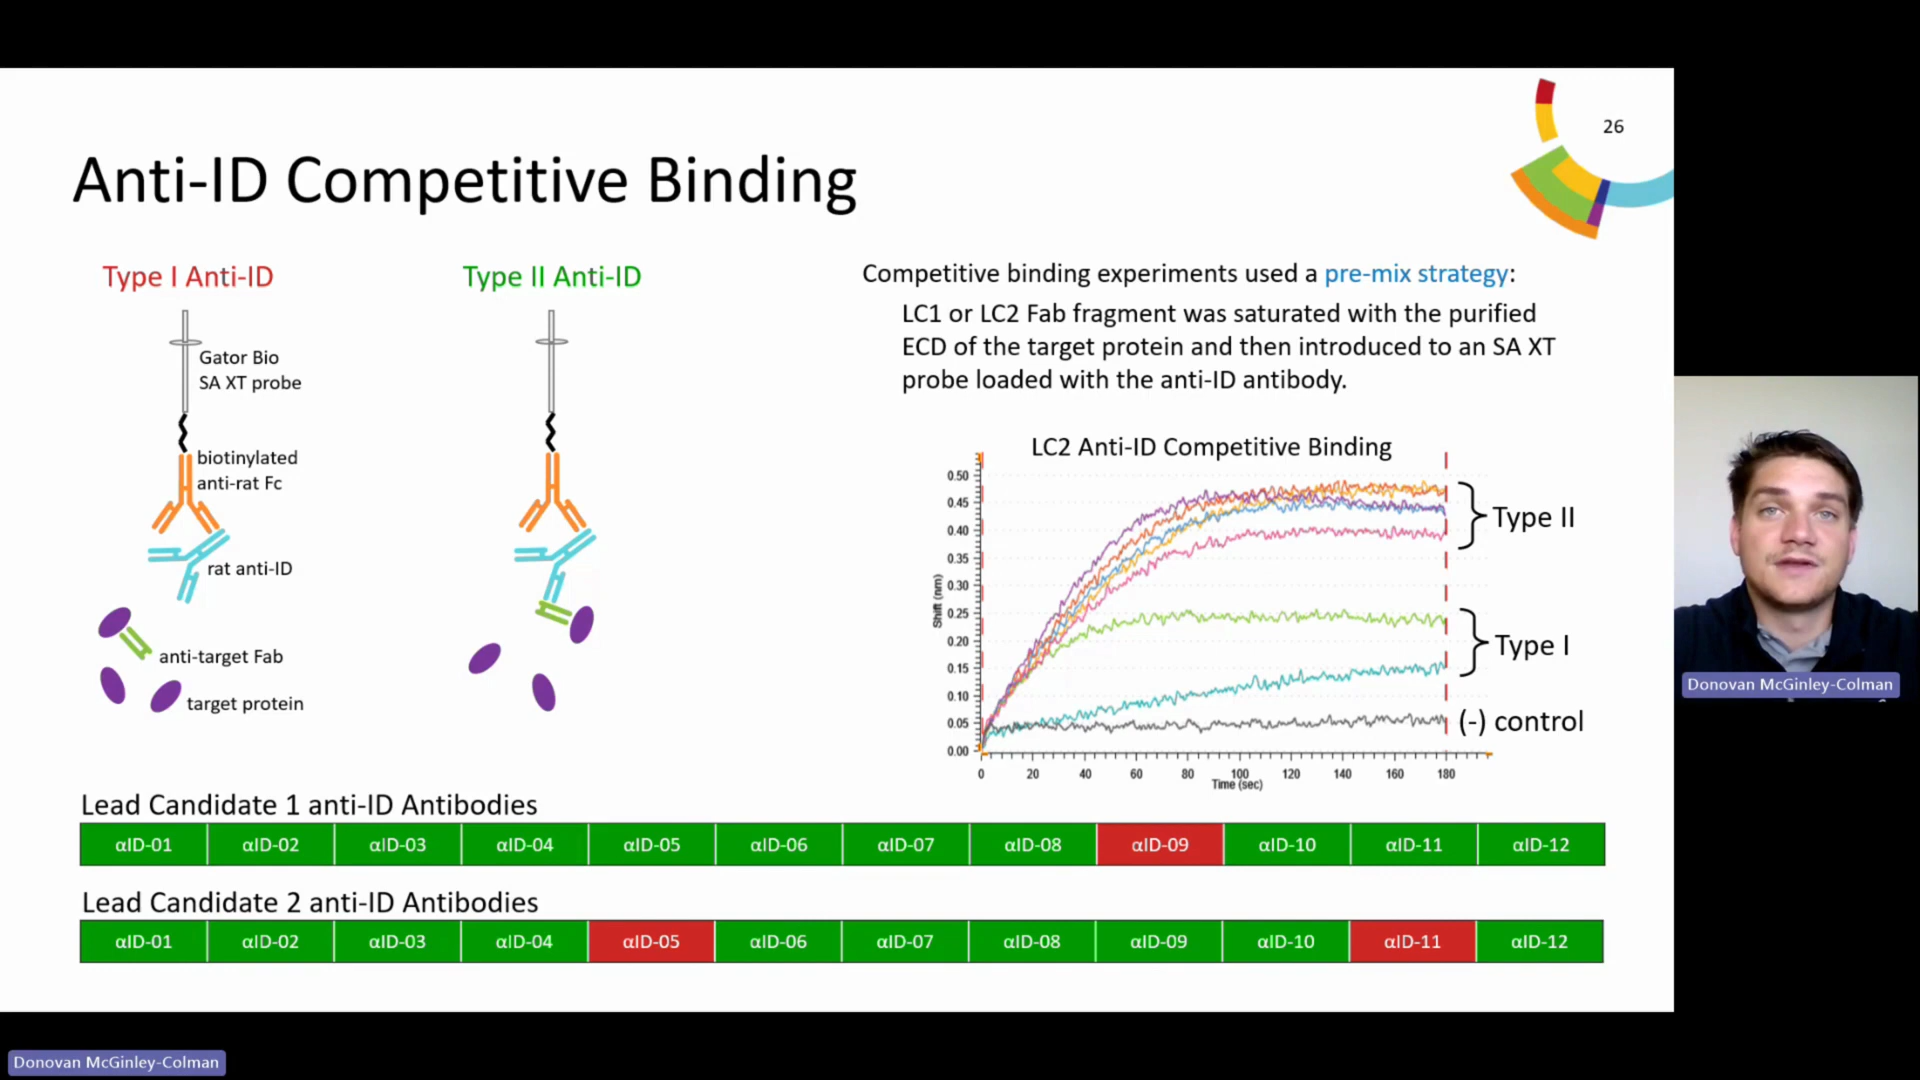 26
Anti-ID Competitive Binding
Type I Anti-ID
Type II Anti-ID
Gator Bio
SA XT probe
biotinylated
anti-rat Fc
rat anti-ID
anti-target Fab
target protein
Competitive binding experiments used a pre-mix strategy:
LC1 or LC2 Fab fragment was saturated with the purified
ECD of the target protein and then introduced to an SA XT
probe loaded with the anti-ID antibody.
LC2 Anti-ID Competitive Binding
0.50
0.45
0.40
0.35
0.30
0.25
0.20
0.15
0.10
0.05
0.00
Shift (nm)
0 20 40 60 80 100 120 140 160 180
Time (sec)
Type II
Type I
(-) control
Lead Candidate 1 anti-ID Antibodies
αID-01 αID-02 αID-03 αID-04 αID-05 αID-06 αID-07 αID-08 αID-09 αID-10 αID-11 αID-12
Lead Candidate 2 anti-ID Antibodies
αID-01 αID-02 αID-03 αID-04 αID-05 αID-06 αID-07 αID-08 αID-09 αID-10 αID-11 αID-12
Donovan McGinley-Colman
Donovan McGinley-Colman